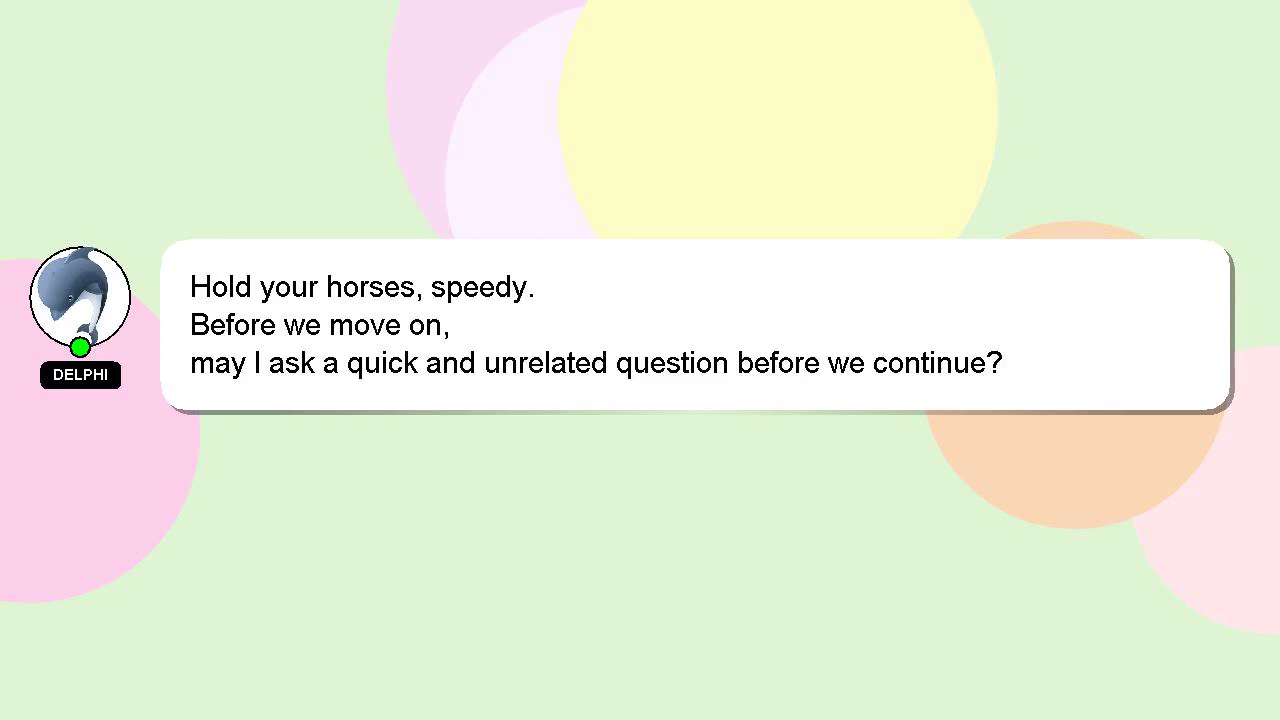 Hold your horses, speedy.
Before we move on,
may I ask a quick and unrelated question before we continue?
DELPHI